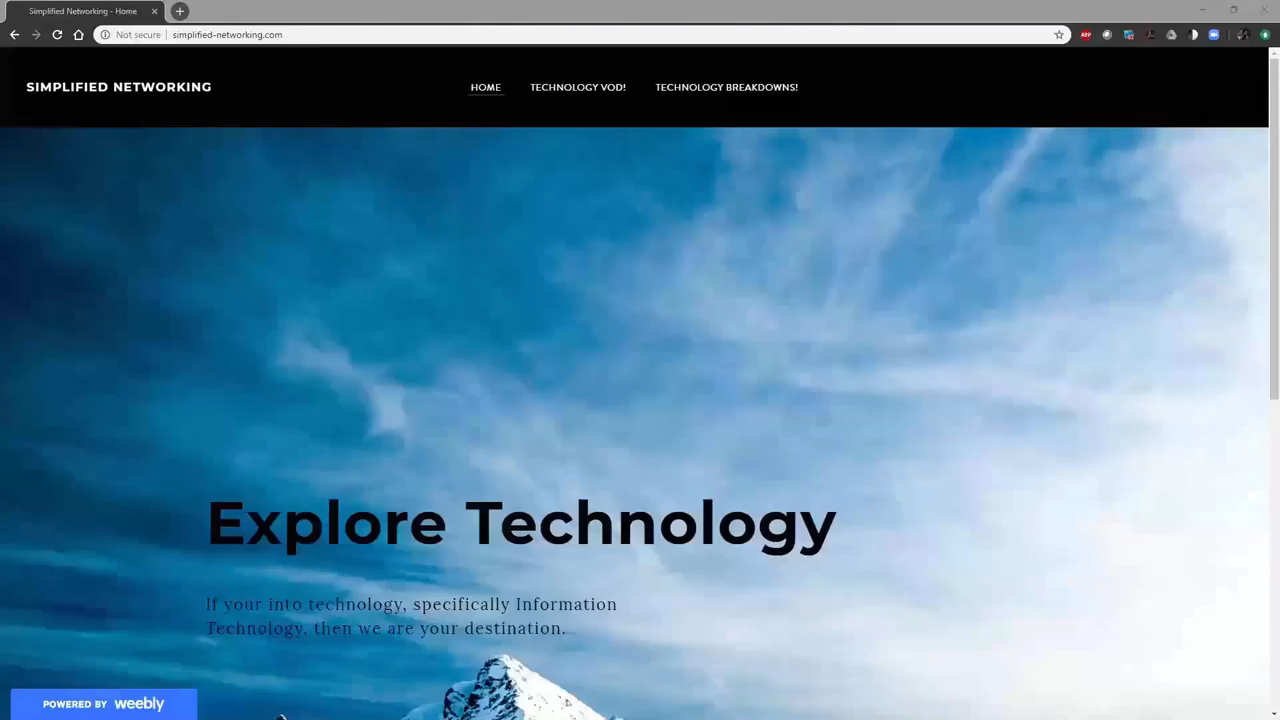 Simplified Networking - Home
Not secure | simplified-networking.com
ABP
SIMPLIFIED NETWORKING
HOME
TECHNOLOGY VOD!
TECHNOLOGY BREAKDOWNS!
Explore Technology
If your into technology, specifically Information
Technology, then we are your destination.
POWERED BY weebly